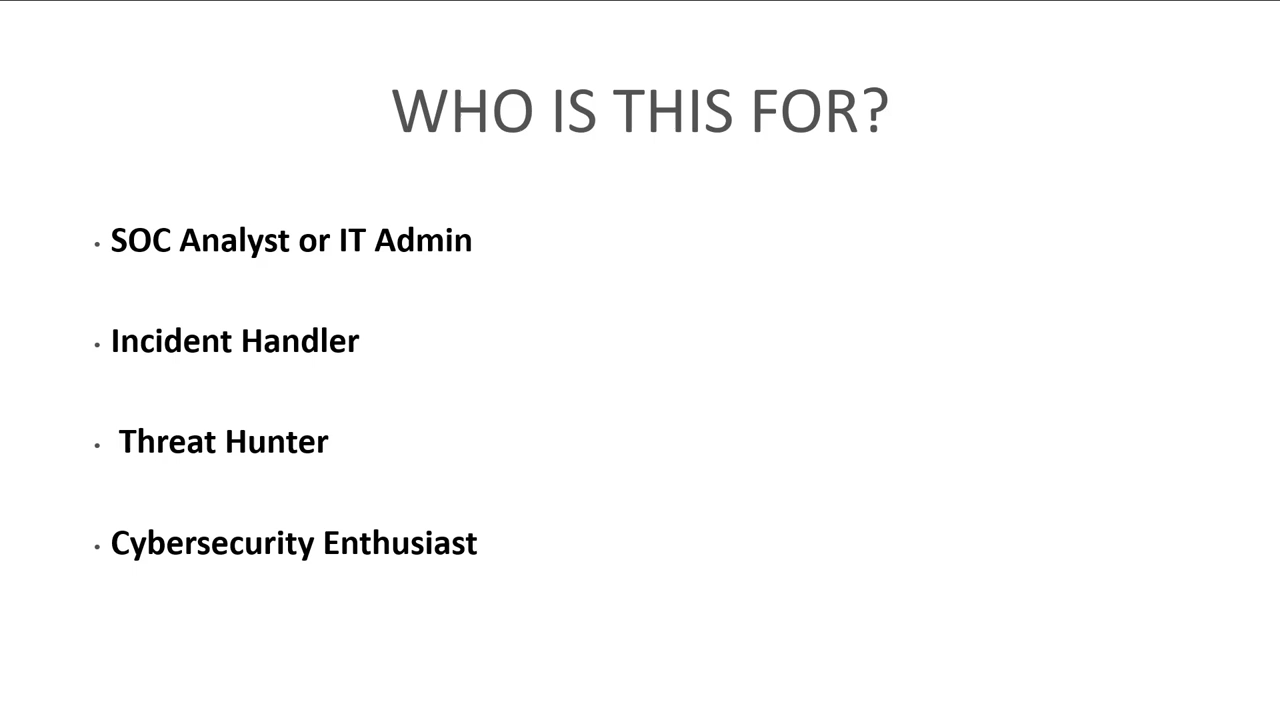 WHO IS THIS FOR?
• SOC Analyst or IT Admin
• Incident Handler
• Threat Hunter
• Cybersecurity Enthusiast